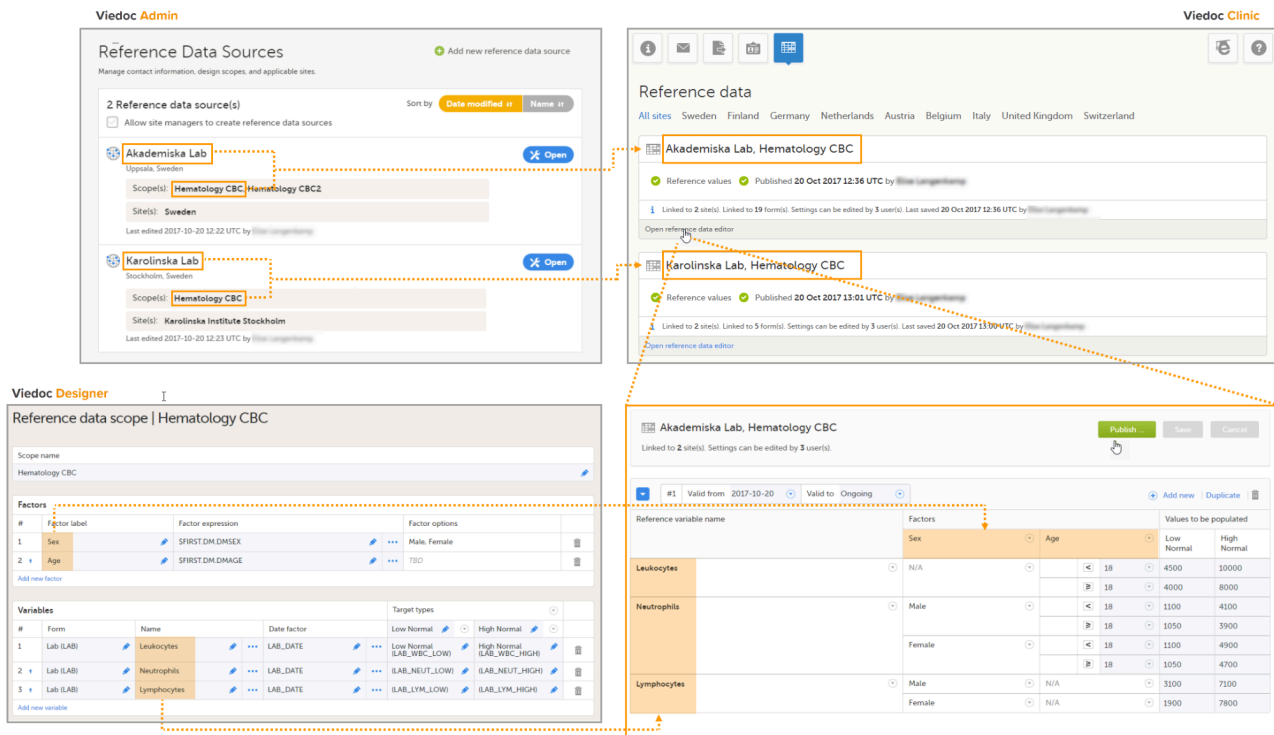 Viedoc Admin
Reference Data Sources
Add new reference data source
Manage contact information, design scopes, and applicable sites.
2 Reference data source(s)
Sort by Date modified Name
Allow site managers to create reference data sources
Akademiska Lab
Open
Uppsala, Sweden
Scope(s): Hematology CBC, Hematology CBC2
Site(s): Sweden
Last edited 2017-10-20 12:22 UTC by
Karolinska Lab
Open
Stockholm, Sweden
Scope(s): Hematology CBC
Site(s): Karolinska Institute Stockholm
Last edited 2017-10-20 12:23 UTC by
Viedoc Clinic
Reference data
All sites Sweden Finland Germany Netherlands Austria Belgium Italy United Kingdom Switzerland
Akademiska Lab, Hematology CBC
Reference values Published 20 Oct 2017 12:36 UTC by
Linked to 2 site(s). Linked to 19 form(s). Settings can be edited by 3 user(s). Last saved 20 Oct 2017 12:36 UTC by
Open reference data editor
Karolinska Lab, Hematology CBC
Reference values Published 20 Oct 2017 13:01 UTC by
Linked to 2 site(s). Linked to 5 form(s). Settings can be edited by 3 user(s). Last saved 20 Oct 2017 13:00 UTC by
Open reference data editor
Viedoc Designer
Reference data scope | Hematology CBC
Scope name
Hematology CBC
Factors
# Factor label Factor expression Factor options
1 Sex SFIRST.DM.DMSEX ... Male, Female
2 Age SFIRST.DM.DMAGE ... TBD
Add new factor
Variables Target types
# Form Name Date factor Low Normal High Normal
1 Lab (LAB) Leukocytes ... LAB_DATE ... Low Normal (LAB_WBC_LOW) High Normal (LAB_WBC_HIGH)
2 Lab (LAB) Neutrophils ... LAB_DATE ... (LAB_NEUT_LOW) (LAB_NEUT_HIGH)
3 Lab (LAB) Lymphocytes ... LAB_DATE ... (LAB_LYM_LOW) (LAB_LYM_HIGH)
Add new variable
Akademiska Lab, Hematology CBC
Publish ... Save Cancel
Linked to 2 site(s). Settings can be edited by 3 user(s).
#1 Valid from 2017-10-20 Valid to Ongoing
Add new Duplicate
Reference variable name Factors Values to be populated
Sex Age Low Normal High Normal
Leukocytes N/A < 18 4500 10000
≥ 18 4000 8000
Neutrophils Male < 18 1100 4100
≥ 18 1050 3900
Female < 18 1100 4900
≥ 18 1050 4700
Lymphocytes Male N/A 3100 7100
Female N/A 1900 7800